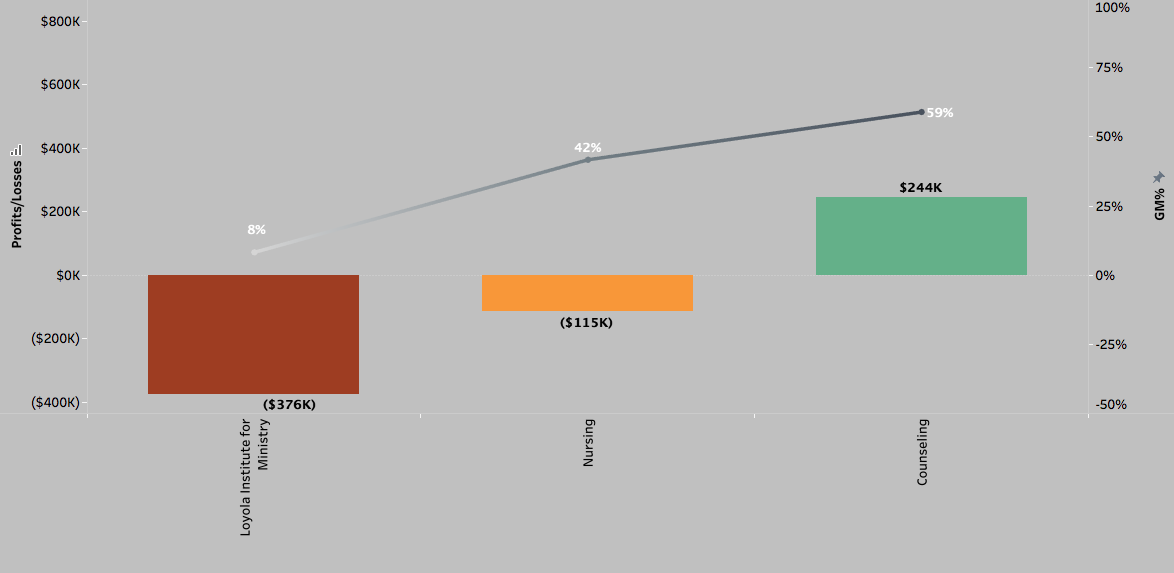 $800K
$600K
$400K
$200K
$0K
($200K)
($400K)
Profits/Losses
100%
75%
50%
25%
0%
-25%
-50%
GM%
8%
42%
59%
($376K)
($115K)
$244K
Loyola Institute for
Ministry
Nursing
Counseling